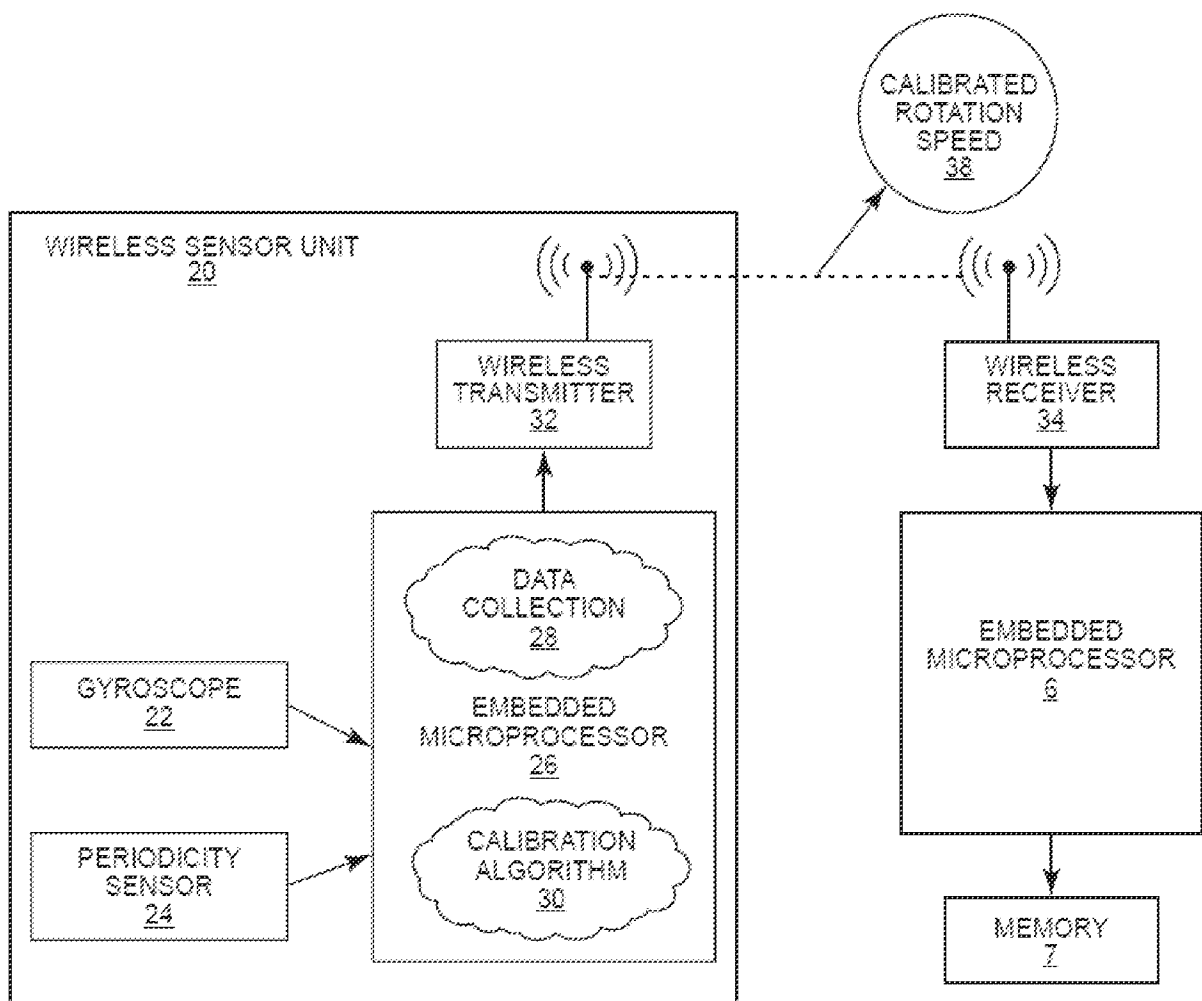 CALIBRATED
ROTATION
SPEED
38
WIRELESS SENSOR UNIT
20
WIRELESS
TRANSMITTER
32
WIRELESS
RECEIVER
34
DATA
COLLECTION
28
EMBEDDED
MICROPROCESSOR
26
CALIBRATION
ALGORITHM
30
GYROSCOPE
22
PERIODICITY
SENSOR
24
EMBEDDED
MICROPROCESSOR
6
MEMORY
7